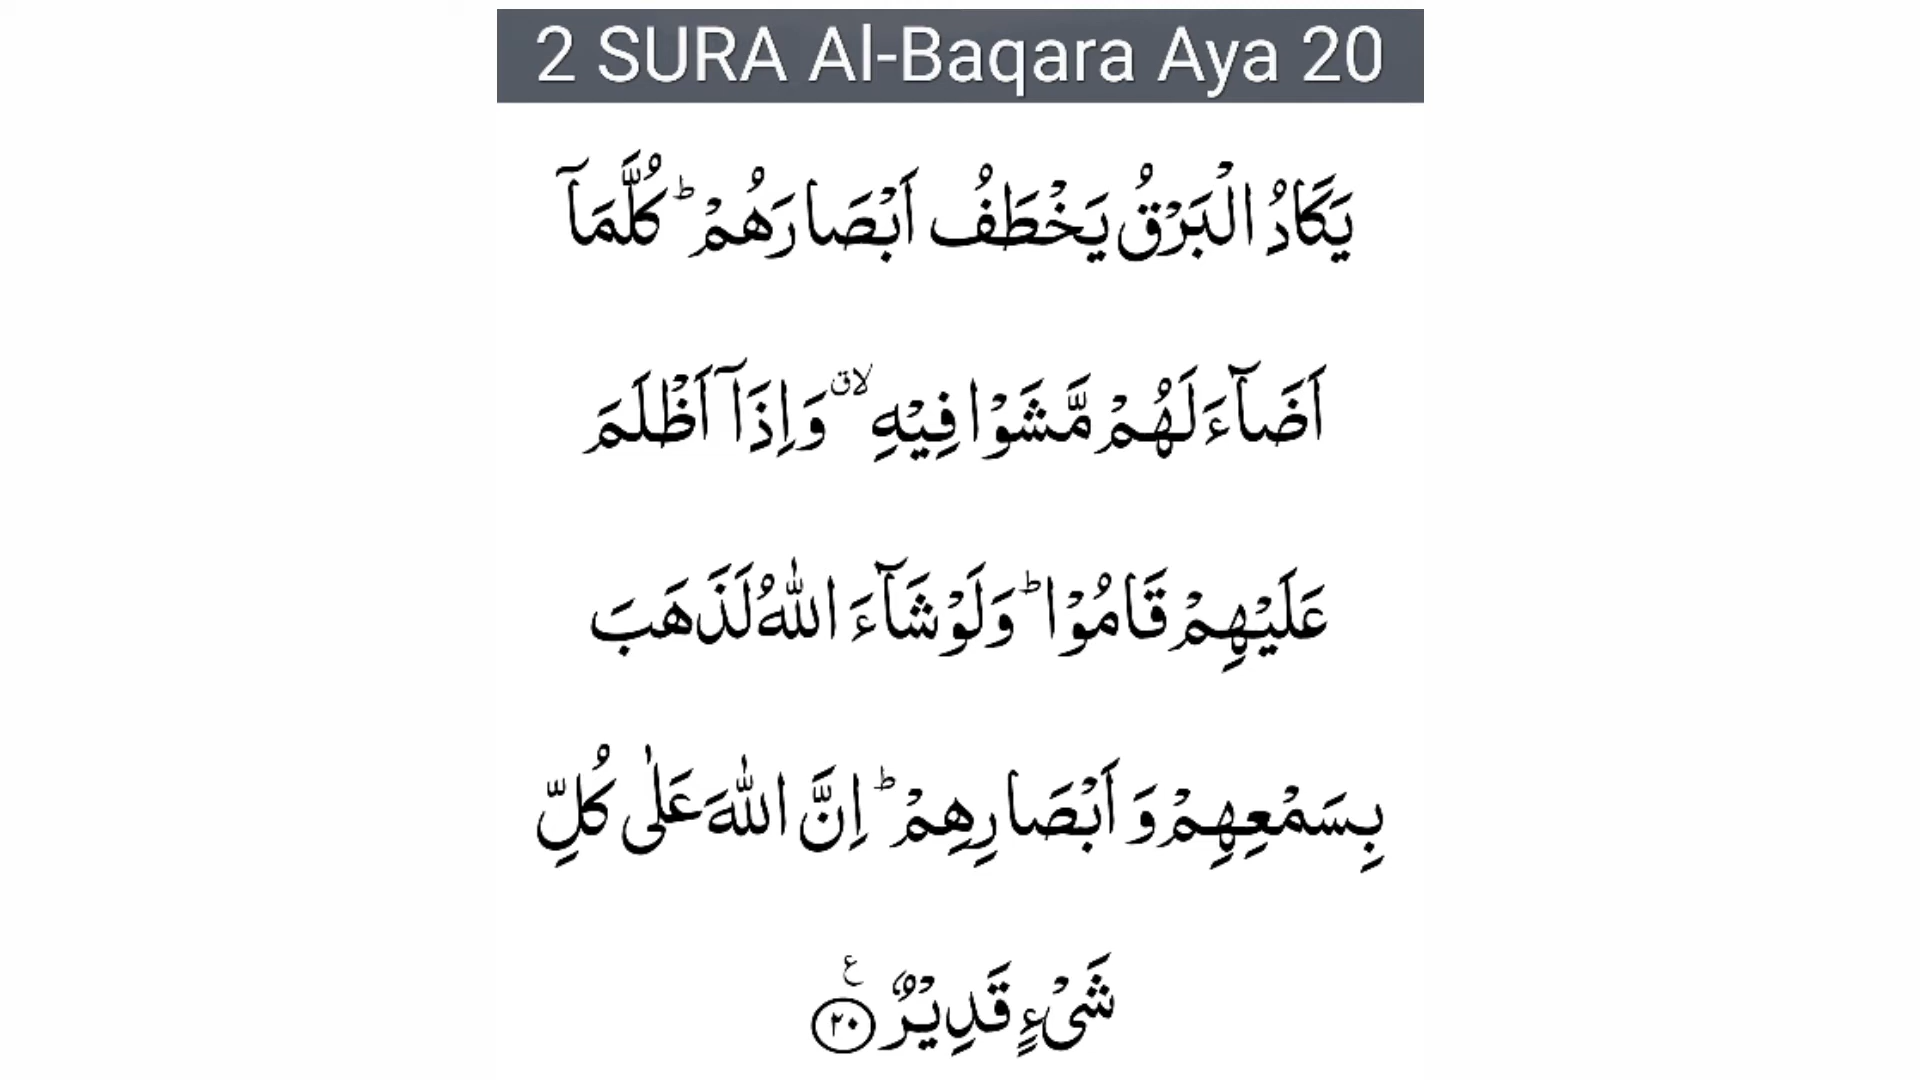 2 SURA Al-Baqara Aya 20
يَكَادُ الْبَرْقُ يَخْطَفُ اَبْصَارَهُمْ ؕ كُلَّمَاۤ
اَضَآءَ لَهُمْ مَّشَوْا فِيْهِ ۙۗ وَاِذَاۤ اَظْلَمَ
عَلَيْهِمْ قَامُوْا ؕ وَلَوْ شَآءَ اللّٰهُ لَذَهَبَ
بِسَمْعِهِمْ وَ اَبْصَارِهِمْ ؕ اِنَّ اللّٰهَ عَلٰى كُلِّ
شَىْءٍ قَدِيْرٌ ع ٢٠